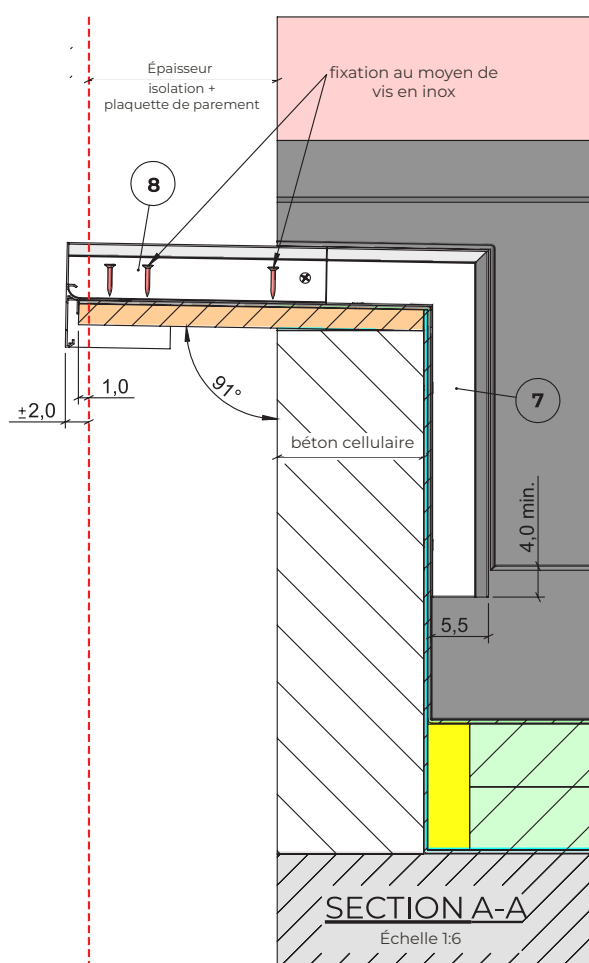 Épaisseur
isolation +
plaquette de parement
fixation au moyen de
vis en inox
8
1,0
±2,0
91°
7
béton cellulaire
4,0 min.
5,5
SECTION A-A
Échelle 1:6